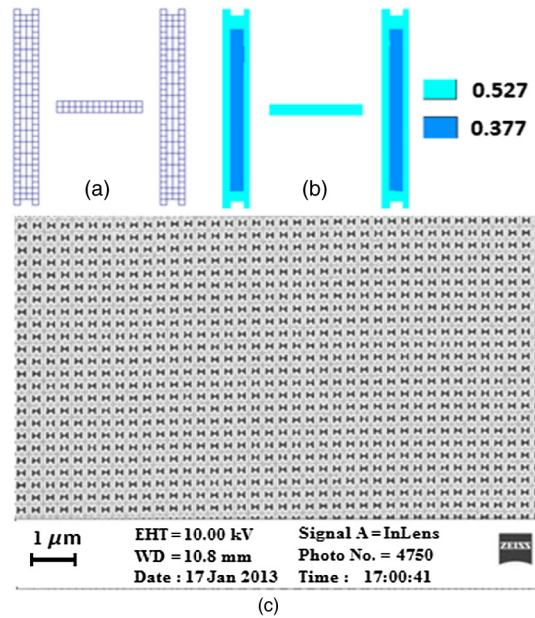 0.527
0.377
(a) (b)
1 μm
EHT = 10.00 kV Signal A = InLens
WD = 10.8 mm Photo No. = 4750
Date : 17 Jan 2013 Time : 17:00:41
ZEISS
(c)